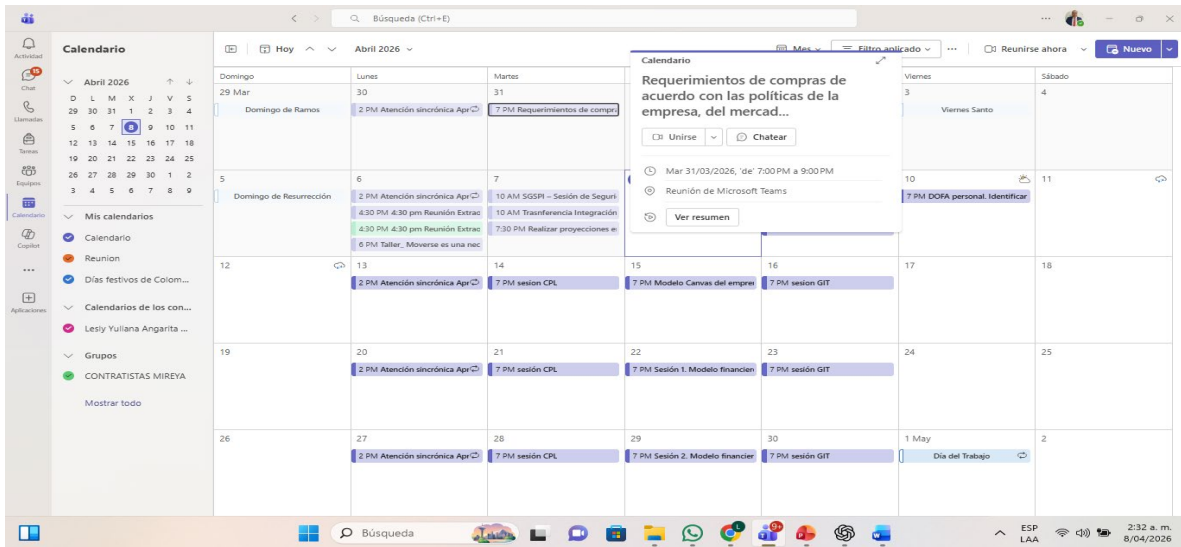 Búsqueda (Ctrl+E)
Actividad
15
Chat
Llamadas
Tareas
Equipos
Calendario
Copilot
Aplicaciones
Calendario
Abril 2026
D L M X J V S
29 30 31 1 2 3 4
5 6 7 8 9 10 11
12 13 14 15 16 17 18
19 20 21 22 23 24 25
26 27 28 29 30 1 2
3 4 5 6 7 8 9
Mis calendarios
Calendario
Reunion
Días festivos de Colom...
Calendarios de los con...
Lesly Yuliana Angarita ...
Grupos
CONTRATISTAS MIREYA
Mostrar todo
Hoy
Abril 2026
Mes
Filtro aplicado
Reunirse ahora
Nuevo
Domingo Lunes Martes Viernes Sábado
29 Mar 30 31 3 4
Domingo de Ramos
2 PM Atención sincrónica Apr
7 PM Requerimientos de compra
Viernes Santo
Calendario
Requerimientos de compras de
acuerdo con las políticas de la
empresa, del mercad...
Unirse
Chatear
Mar 31/03/2026, 'de' 7:00 PM a 9:00 PM
Reunión de Microsoft Teams
Ver resumen
5 6 7 10 11
Domingo de Resurrección
2 PM Atención sincrónica Apr
4:30 PM 4:30 pm Reunión Extrac
4:30 PM 4:30 pm Reunión Extrac
6 PM Taller_ Moverse es una nec
10 AM SGSPI – Sesión de Seguri
10 AM Trasnferencia Integración
7:30 PM Realizar proyecciones e
7 PM DOFA personal. Identificar
12 13 14 15 16 17 18
2 PM Atención sincrónica Apr
7 PM sesion CPL
7 PM Modelo Canvas del empre
7 PM sesion GIT
19 20 21 22 23 24 25
2 PM Atención sincrónica Apr
7 PM sesión CPL
7 PM Sesión 1. Modelo financier
7 PM sesión GIT
26 27 28 29 30 1 May 2
2 PM Atención sincrónica Apr
7 PM sesión CPL
7 PM Sesión 2. Modelo financier
7 PM sesión GIT
Día del Trabajo
Búsqueda
9+
ESP
LAA
2:32 a. m.
8/04/2026